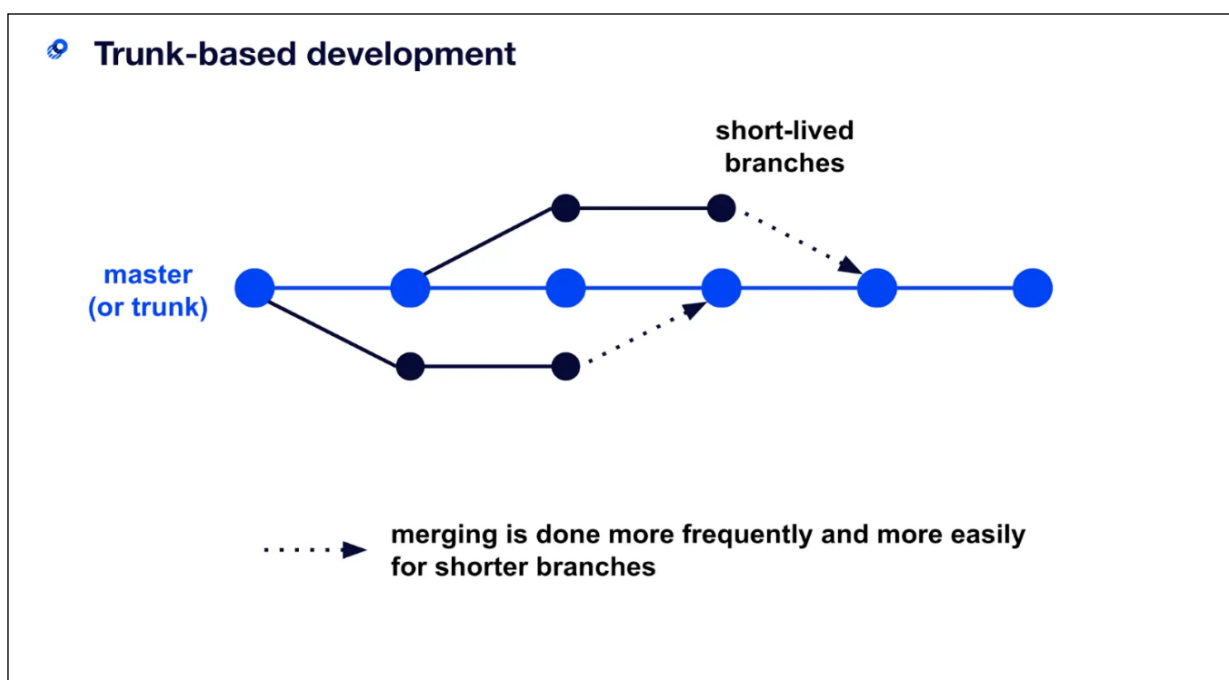 Trunk-based development
short-lived
branches
master
(or trunk)
merging is done more frequently and more easily
for shorter branches